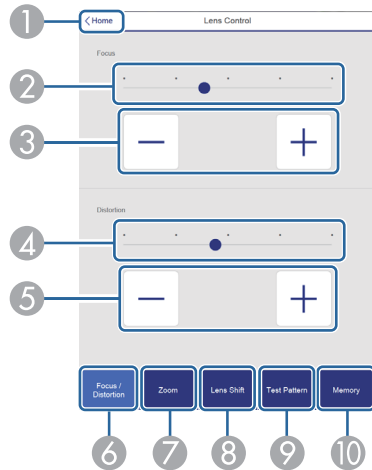 1
<Home
Lens Control
Focus
2
3
Distortion
4
5
Focus /
Distortion
Zoom
Lens Shift
Test Pattern
Memory
6
7
8
9
10